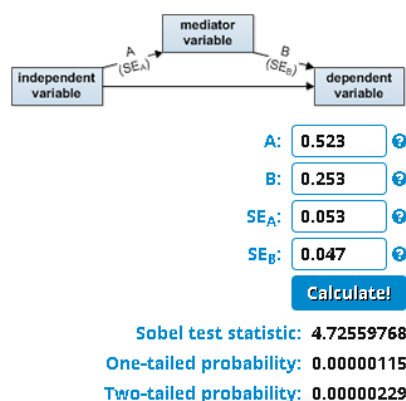 mediator
variable
A
(SEA)
B
(SEB)
independent
variable
dependent
variable
A: 0.523 ?
B: 0.253 ?
SEA: 0.053 ?
SEB: 0.047 ?
Calculate!
Sobel test statistic: 4.72559768
One-tailed probability: 0.00000115
Two-tailed probability: 0.00000229